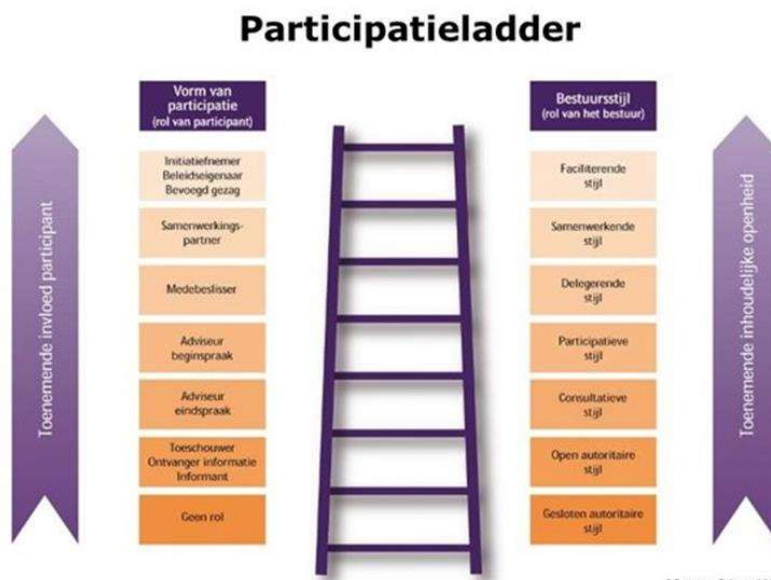 Participatieladder
Vorm van
participatie
(rol van participant)
Bestuursstijl
(rol van het bestuur)
Toenemende invloed participant
Initiatiefnemer
Beleidseigenaar
Bevoegd gezag
Faciliterende
stijl
Samenwerkings-
partner
Samenwerkende
stijl
Medebeslisser
Delegerende
stijl
Adviseur
beginspraak
Participatieve
stijl
Adviseur
eindspraak
Consultatieve
stijl
Toeschouwer
Ontvanger informatie
Informant
Open autoritaire
stijl
Geen rol
Gesloten autoritaire
stijl
Toenemende inhoudelijke openheid